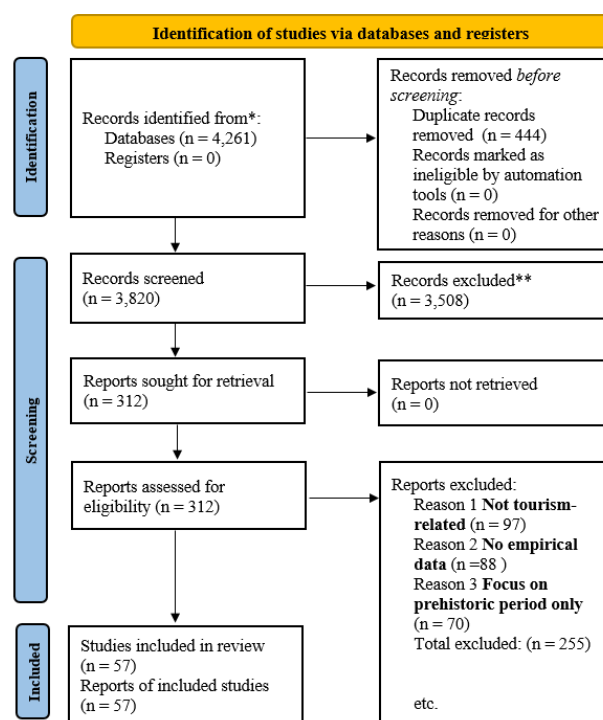 Identification of studies via databases and registers
Identification
Records identified from*:
Databases (n = 4,261)
Registers (n = 0)
Records removed before
screening:
Duplicate records
removed (n = 444)
Records marked as
ineligible by automation
tools (n = 0)
Records removed for other
reasons (n = 0)
Screening
Records screened
(n = 3,820)
Records excluded**
(n = 3,508)
Reports sought for retrieval
(n = 312)
Reports not retrieved
(n = 0)
Reports assessed for
eligibility (n = 312)
Reports excluded:
Reason 1 Not tourism-
related (n = 97)
Reason 2 No empirical
data (n =88 )
Reason 3 Focus on
prehistoric period only
(n = 70)
Total excluded: (n = 255)
etc.
Included
Studies included in review
(n = 57)
Reports of included studies
(n = 57)